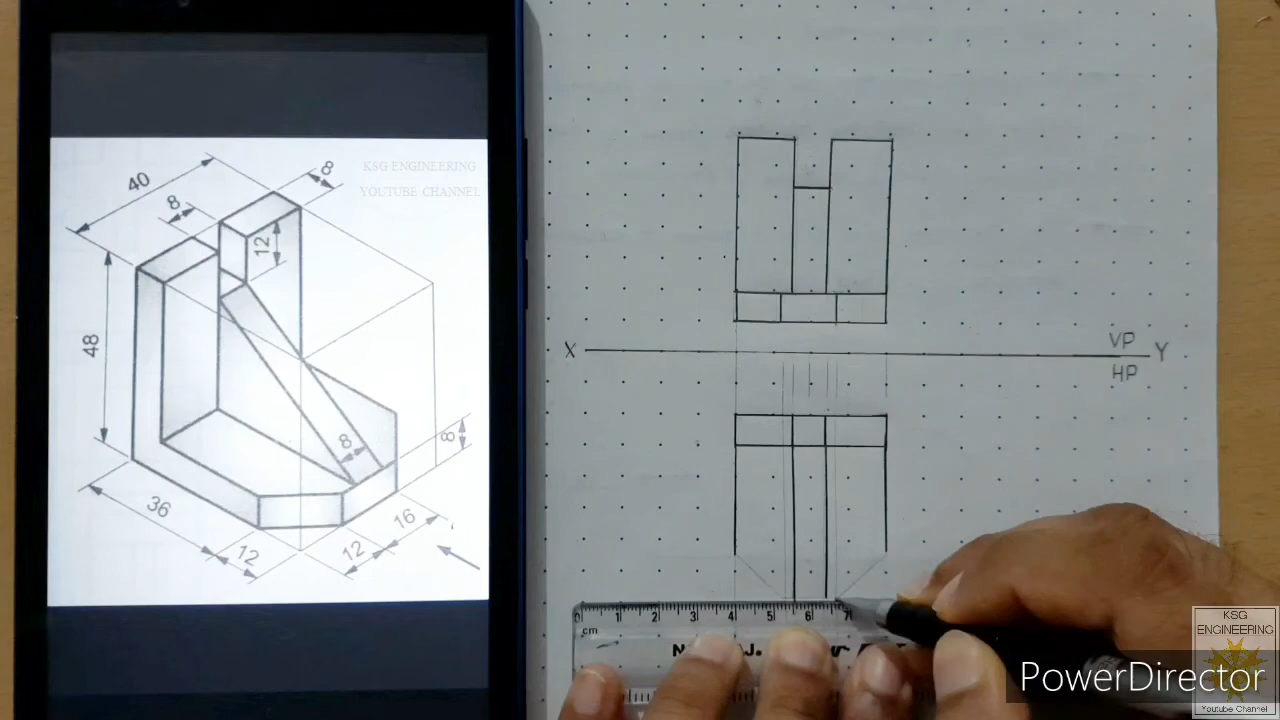 KSG ENGINEERING
YOUTUBE CHANNEL
40
8
8
12
48
8
8
36
12
12
16
X
VP
Y
HP
0 1 2 3 4 5 6 7
cm
KSG
ENGINEERING
Youtube Channel
PowerDirector